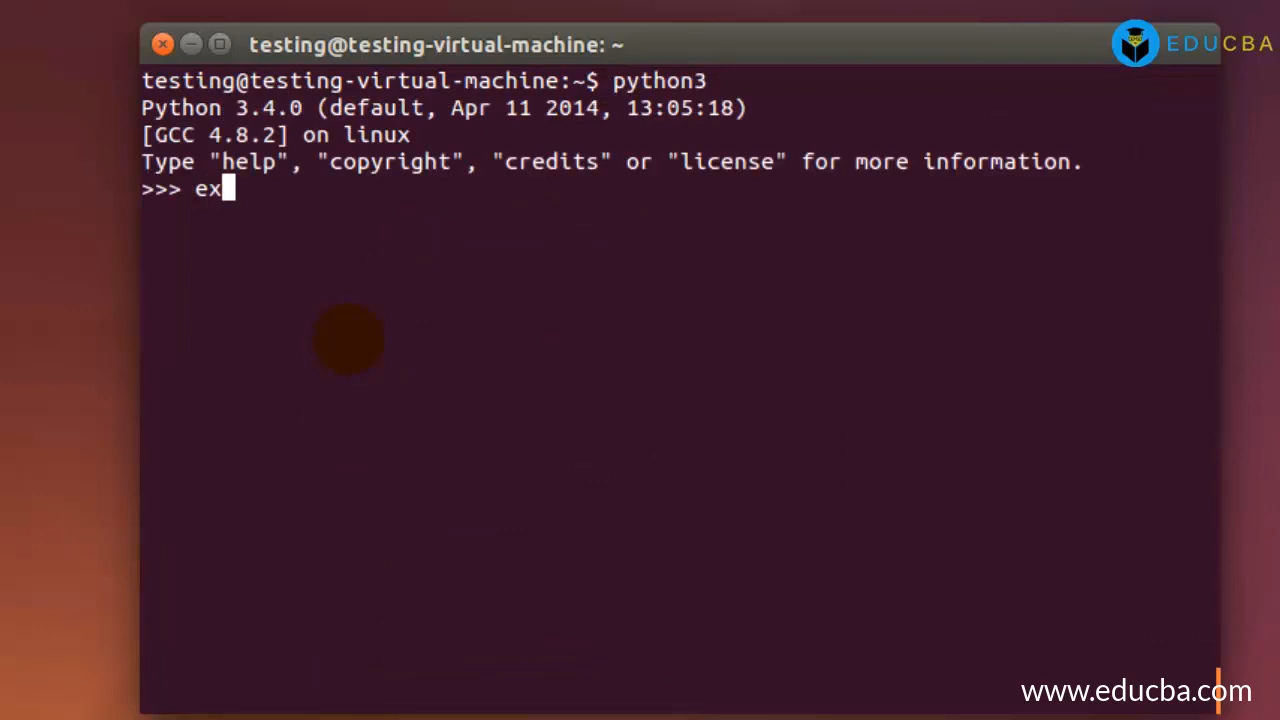 testing@testing-virtual-machine: ~
EDUCBA
testing@testing-virtual-machine:~$ python3
Python 3.4.0 (default, Apr 11 2014, 13:05:18)
[GCC 4.8.2] on linux
Type "help", "copyright", "credits" or "license" for more information.
>>> ex
www.educba.com